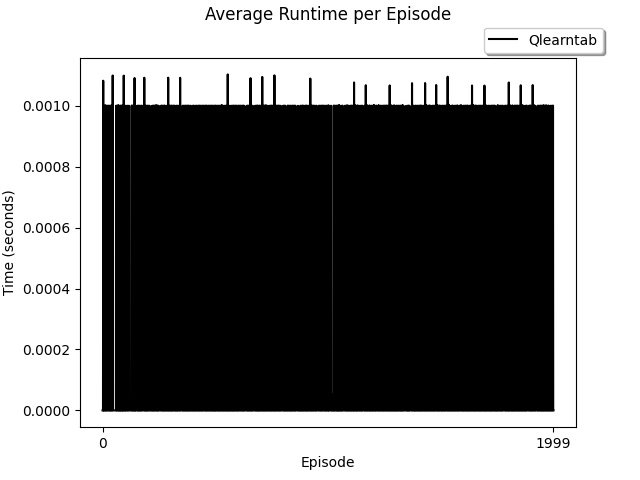 Average Runtime per Episode
Qlearntab
0.0010
0.0008
0.0006
0.0004
0.0002
0.0000
Time (seconds)
0
1999
Episode